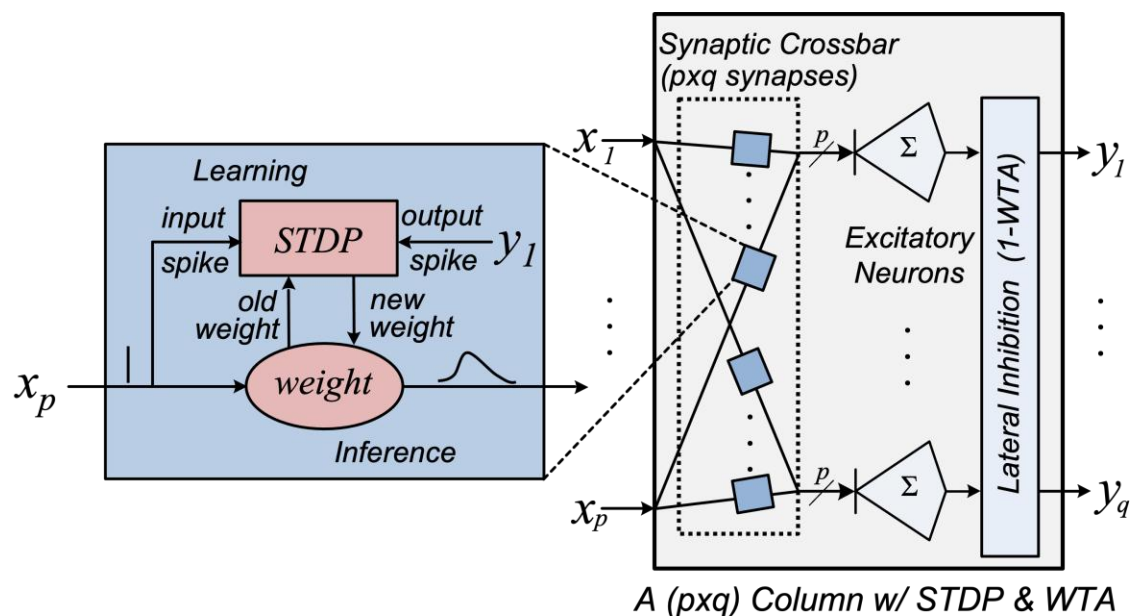 Learning
input
spike
STDP
output
spike
y1
old
weight
new
weight
xp
weight
Inference
Synaptic Crossbar
(pxq synapses)
x1
p
Σ
y1
Excitatory
Neurons
Lateral Inhibition (1-WTA)
xp
p
Σ
yq
A (pxq) Column w/ STDP & WTA